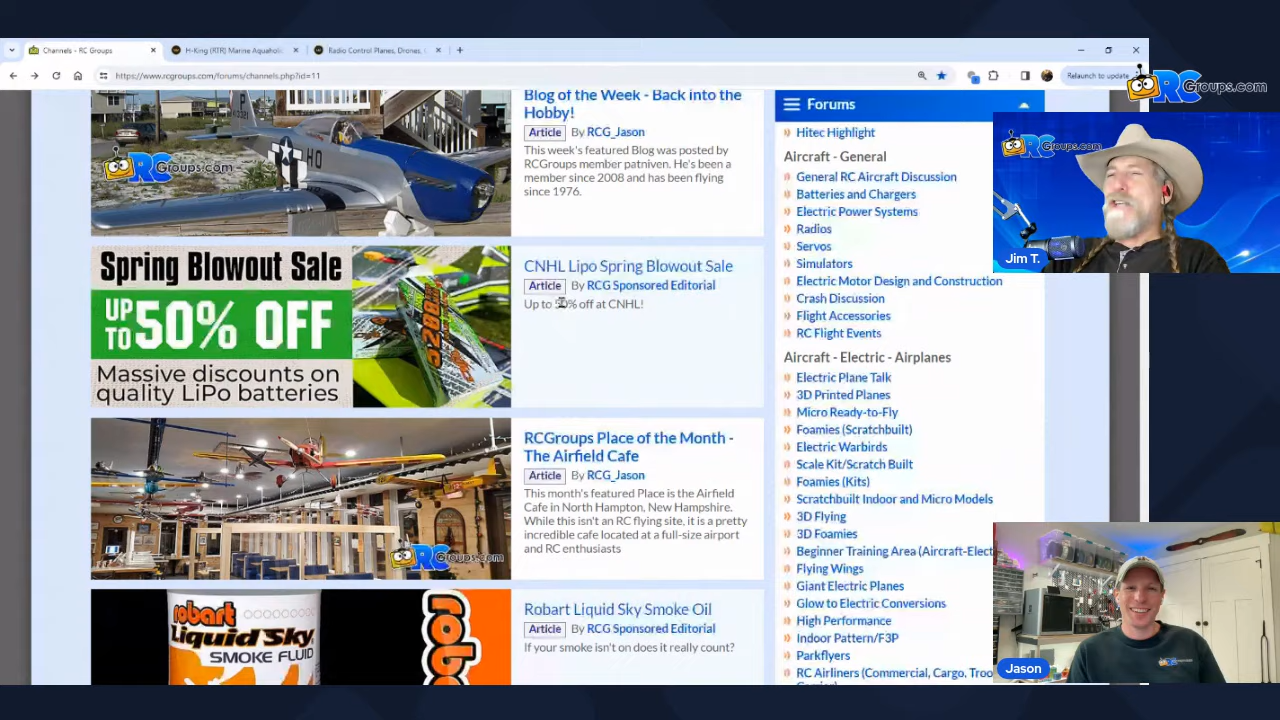 Channels - RC Groups
H-King (RTR) Marine Aquaholic
Radio Control Planes, Drones,
https://www.rcgroups.com/forums/channels.php?id=11
Relaunch to update
RCGroups.com
HO
RCGroups.com
Blog of the Week - Back into the
Hobby!
Article By RCG_Jason
This week's featured Blog was posted by
RCGroups member patniven. He's been a
member since 2008 and has been flying
since 1976.
Spring Blowout Sale
UP
TO 50% OFF
Massive discounts on
quality LiPo batteries
CNHL Lipo Spring Blowout Sale
Article By RCG Sponsored Editorial
Up to 50% off at CNHL!
RCGroups.com
RCGroups Place of the Month -
The Airfield Cafe
Article By RCG_Jason
This month's featured Place is the Airfield
Cafe in North Hampton, New Hampshire.
While this isn't an RC flying site, it is a pretty
incredible cafe located at a full-size airport
and RC enthusiasts
robart
Liquid Sky
SMOKE FLUID
robo
Robart Liquid Sky Smoke Oil
Article By RCG Sponsored Editorial
If your smoke isn't on does it really count?
Forums
Hitec Highlight
Aircraft - General
General RC Aircraft Discussion
Batteries and Chargers
Electric Power Systems
Radios
Servos
Simulators
Electric Motor Design and Construction
Crash Discussion
Flight Accessories
RC Flight Events
Aircraft - Electric - Airplanes
Electric Plane Talk
3D Printed Planes
Micro Ready-to-Fly
Foamies (Scratchbuilt)
Electric Warbirds
Scale Kit/Scratch Built
Foamies (Kits)
Scratchbuilt Indoor and Micro Models
3D Flying
3D Foamies
Beginner Training Area (Aircraft-Elect
Flying Wings
Giant Electric Planes
Glow to Electric Conversions
High Performance
Indoor Pattern/F3P
Parkflyers
RC Airliners (Commercial, Cargo, Troo
RCGroups.com
Jim T.
Jason